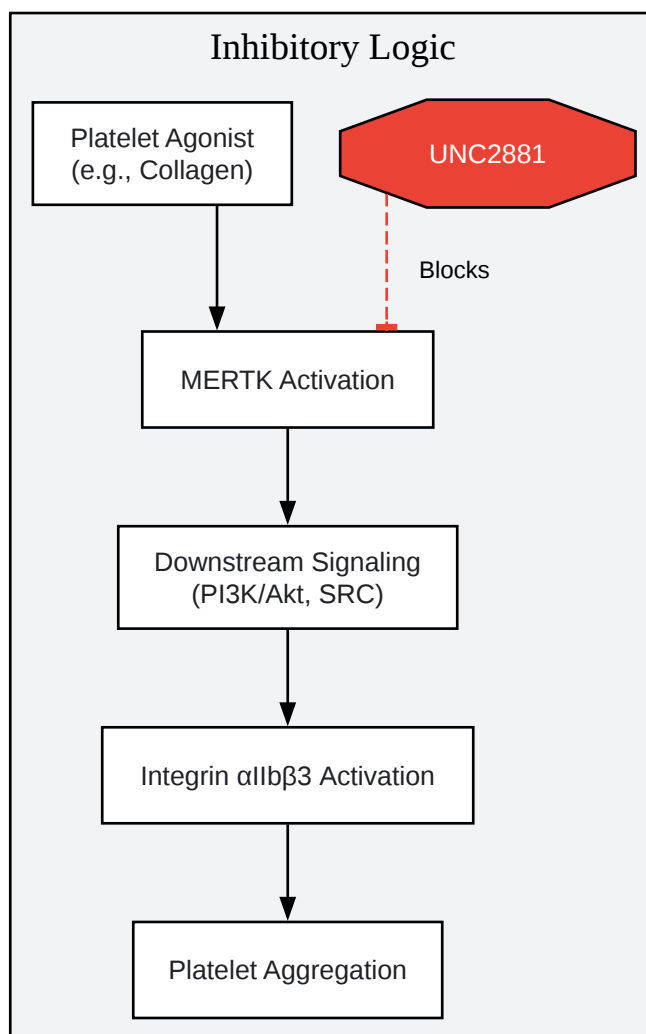 Inhibitory Logic
Platelet Agonist
(e.g., Collagen)
UNC2881
Blocks
MERTK Activation
Downstream Signaling
(PI3K/Akt, SRC)
Integrin αIIbβ3 Activation
Platelet Aggregation